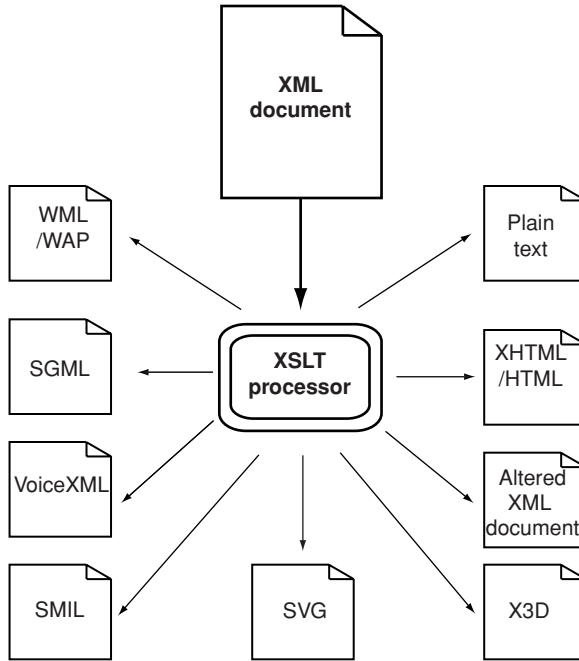 XML
document
WML
/WAP
Plain
text
SGML
XSLT
processor
XHTML
/HTML
VoiceXML
Altered
XML
document
SMIL
SVG
X3D